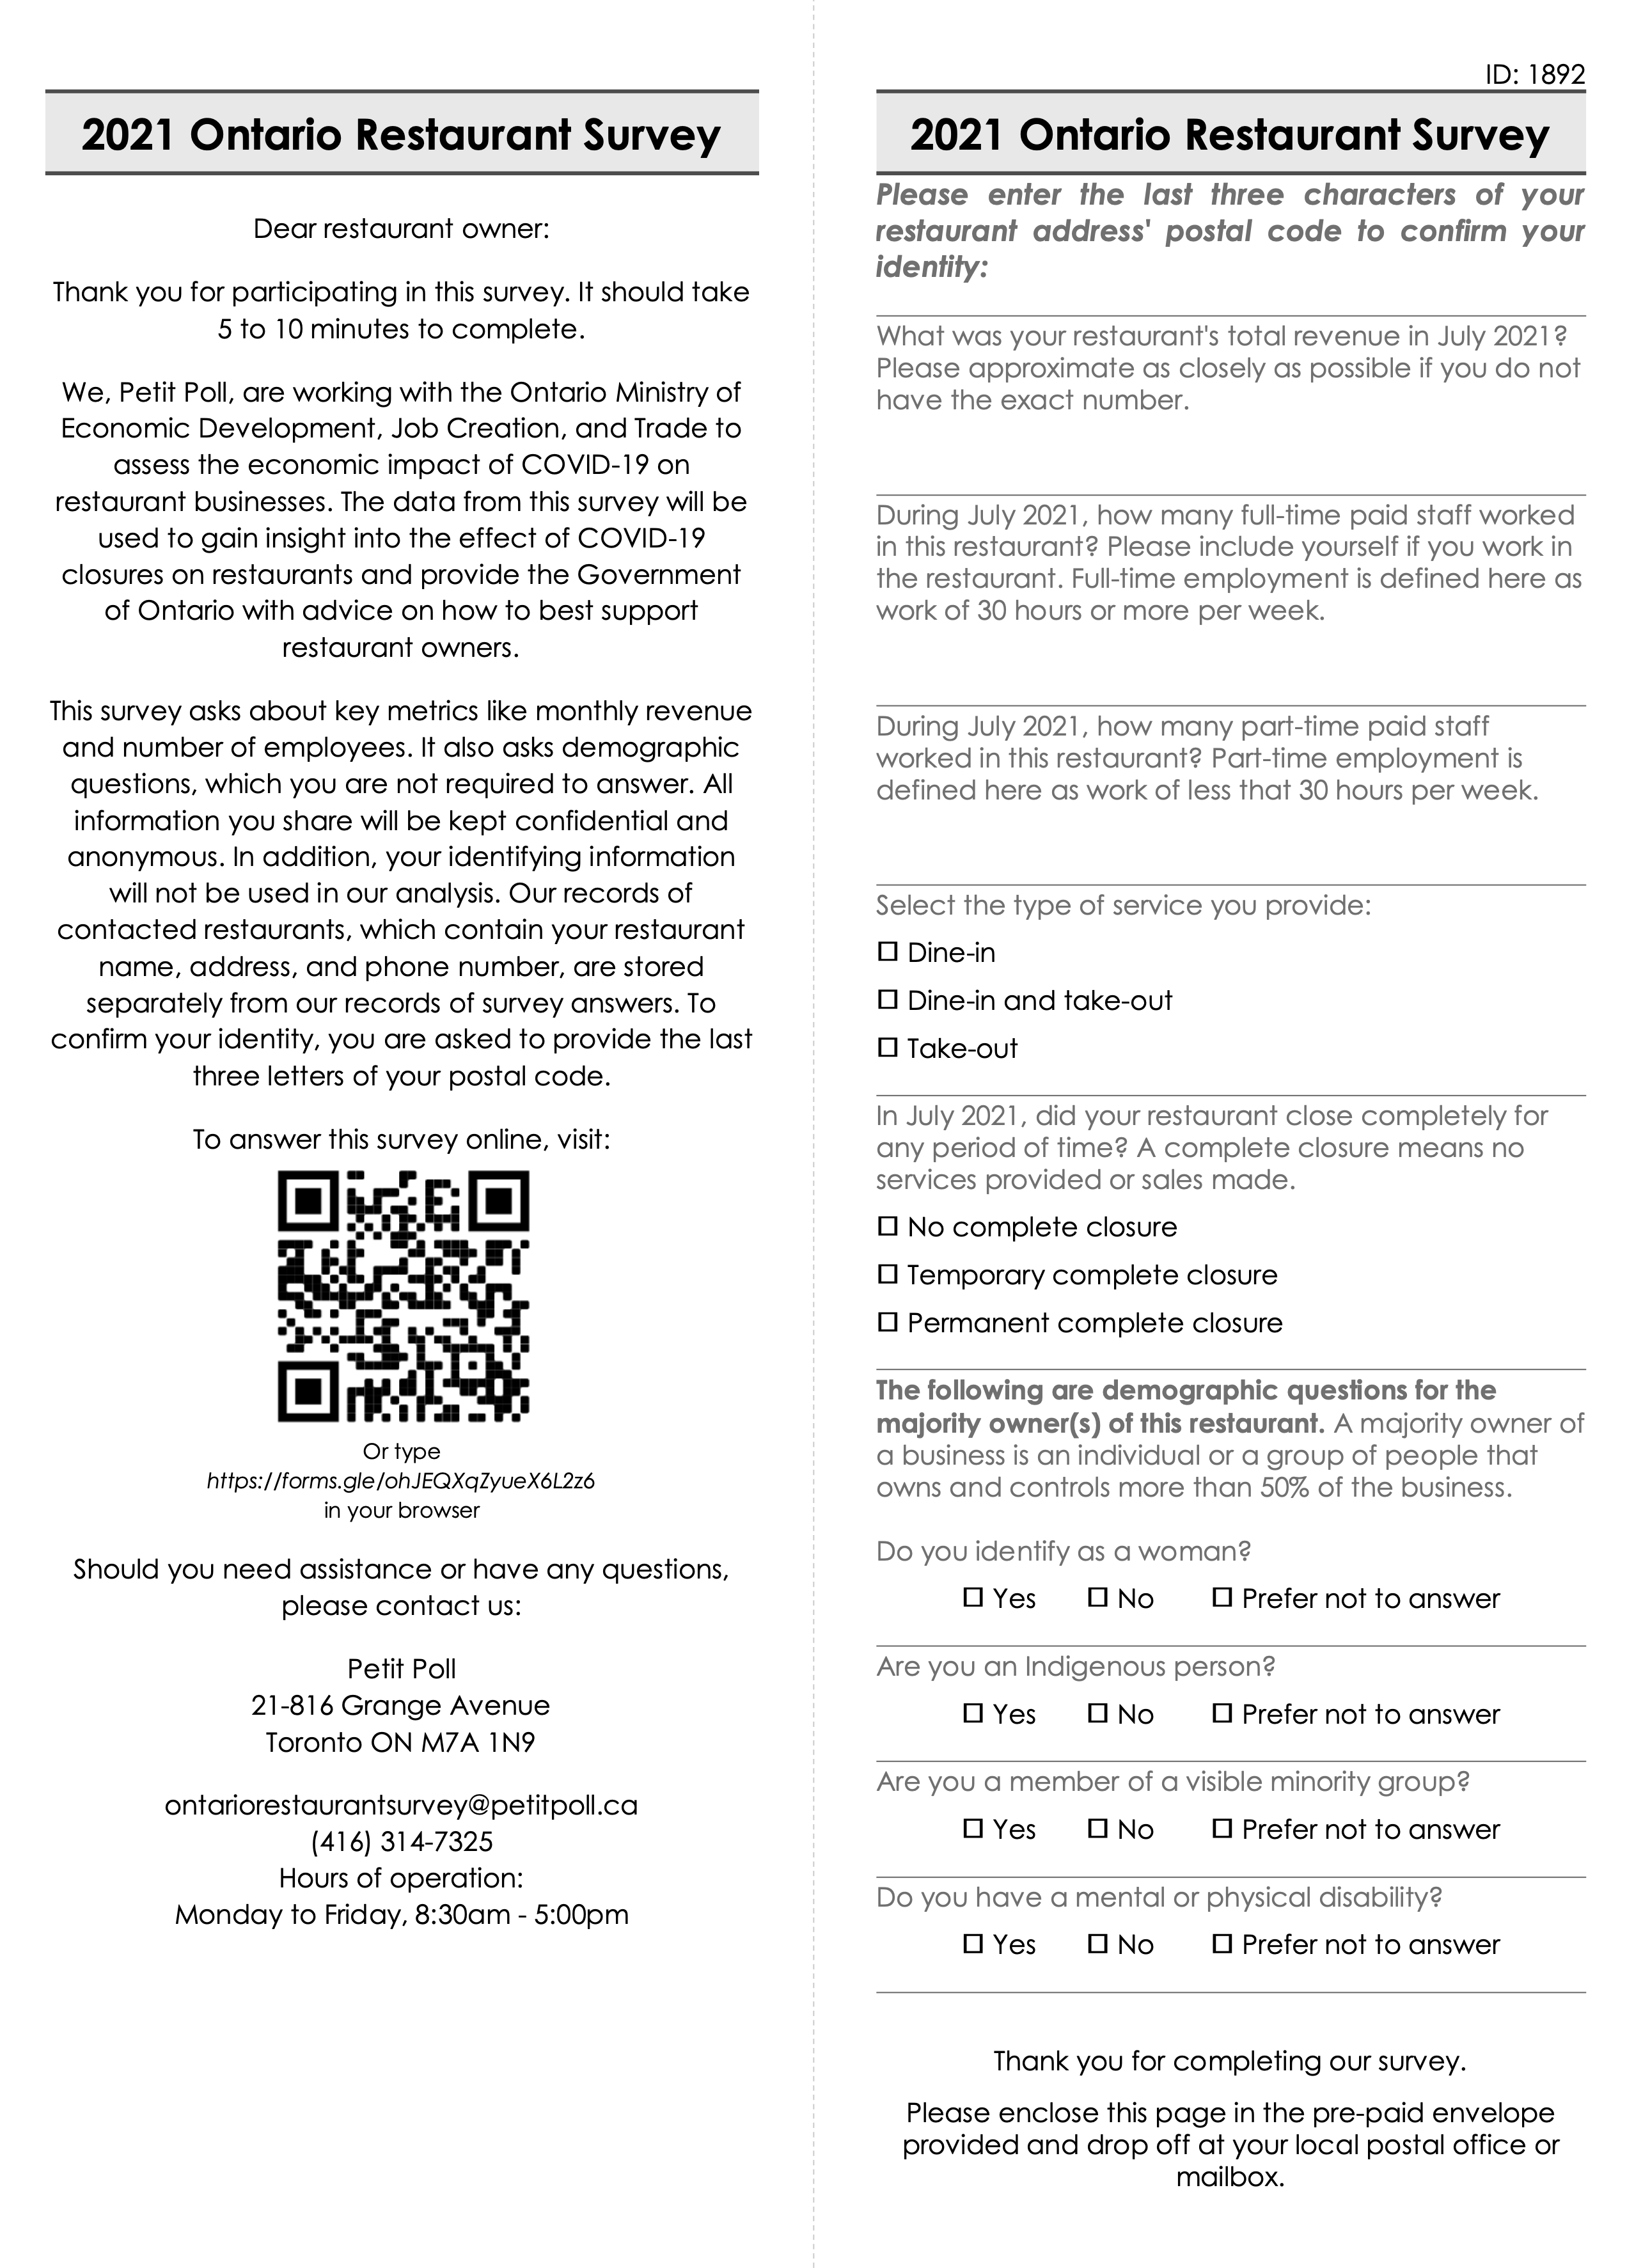 2021 Ontario Restaurant Survey
Dear restaurant owner:
Thank you for participating in this survey. It should take
5 to 10 minutes to complete.
We, Petit Poll, are working with the Ontario Ministry of
Economic Development, Job Creation, and Trade to
assess the economic impact of COVID-19 on
restaurant businesses. The data from this survey will be
used to gain insight into the effect of COVID-19
closures on restaurants and provide the Government
of Ontario with advice on how to best support
restaurant owners.
This survey asks about key metrics like monthly revenue
and number of employees. It also asks demographic
questions, which you are not required to answer. All
information you share will be kept confidential and
anonymous. In addition, your identifying information
will not be used in our analysis. Our records of
contacted restaurants, which contain your restaurant
name, address, and phone number, are stored
separately from our records of survey answers. To
confirm your identity, you are asked to provide the last
three letters of your postal code.
To answer this survey online, visit:
Or type
https://forms.gle/ohJEQXqZyueX6L2z6
in your browser
Should you need assistance or have any questions,
please contact us:
Petit Poll
21-816 Grange Avenue
Toronto ON M7A 1N9
ontariorestaurantsurvey@petitpoll.ca
(416) 314-7325
Hours of operation:
Monday to Friday, 8:30am - 5:00pm
ID: 1892
2021 Ontario Restaurant Survey
Please enter the last three characters of your
restaurant address' postal code to confirm your
identity:
What was your restaurant's total revenue in July 2021?
Please approximate as closely as possible if you do not
have the exact number.
During July 2021, how many full-time paid staff worked
in this restaurant? Please include yourself if you work in
the restaurant. Full-time employment is defined here as
work of 30 hours or more per week.
During July 2021, how many part-time paid staff
worked in this restaurant? Part-time employment is
defined here as work of less that 30 hours per week.
Select the type of service you provide:
☐ Dine-in
☐ Dine-in and take-out
☐ Take-out
In July 2021, did your restaurant close completely for
any period of time? A complete closure means no
services provided or sales made.
☐ No complete closure
☐ Temporary complete closure
☐ Permanent complete closure
The following are demographic questions for the
majority owner(s) of this restaurant. A majority owner of
a business is an individual or a group of people that
owns and controls more than 50% of the business.
Do you identify as a woman?
☐ Yes ☐ No ☐ Prefer not to answer
Are you an Indigenous person?
☐ Yes ☐ No ☐ Prefer not to answer
Are you a member of a visible minority group?
☐ Yes ☐ No ☐ Prefer not to answer
Do you have a mental or physical disability?
☐ Yes ☐ No ☐ Prefer not to answer
Thank you for completing our survey.
Please enclose this page in the pre-paid envelope
provided and drop off at your local postal office or
mailbox.